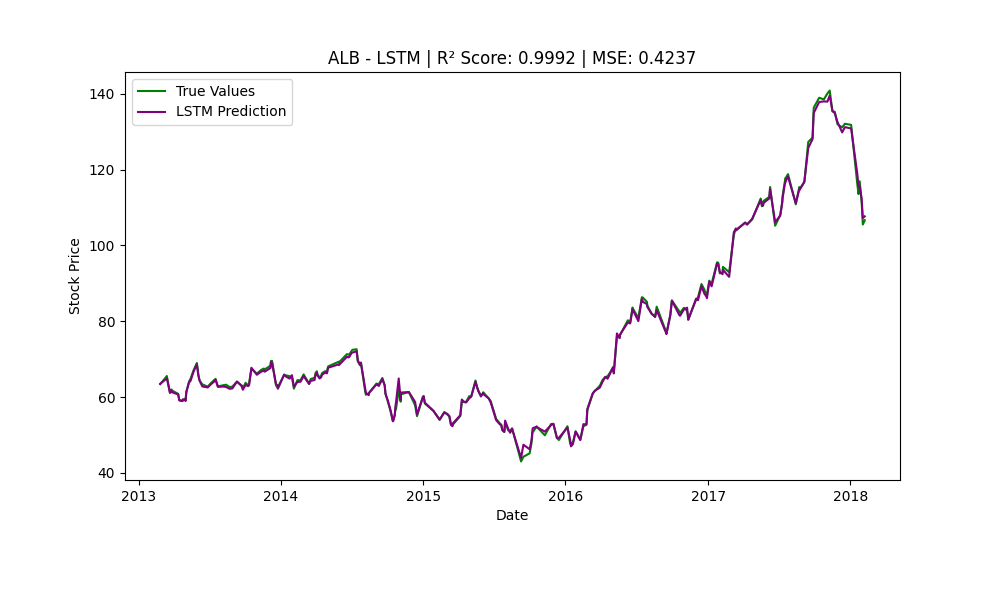 ALB - LSTM | R² Score: 0.9992 | MSE: 0.4237
True Values
LSTM Prediction
140
120
100
80
60
40
Stock Price
2013 2014 2015 2016 2017 2018
Date